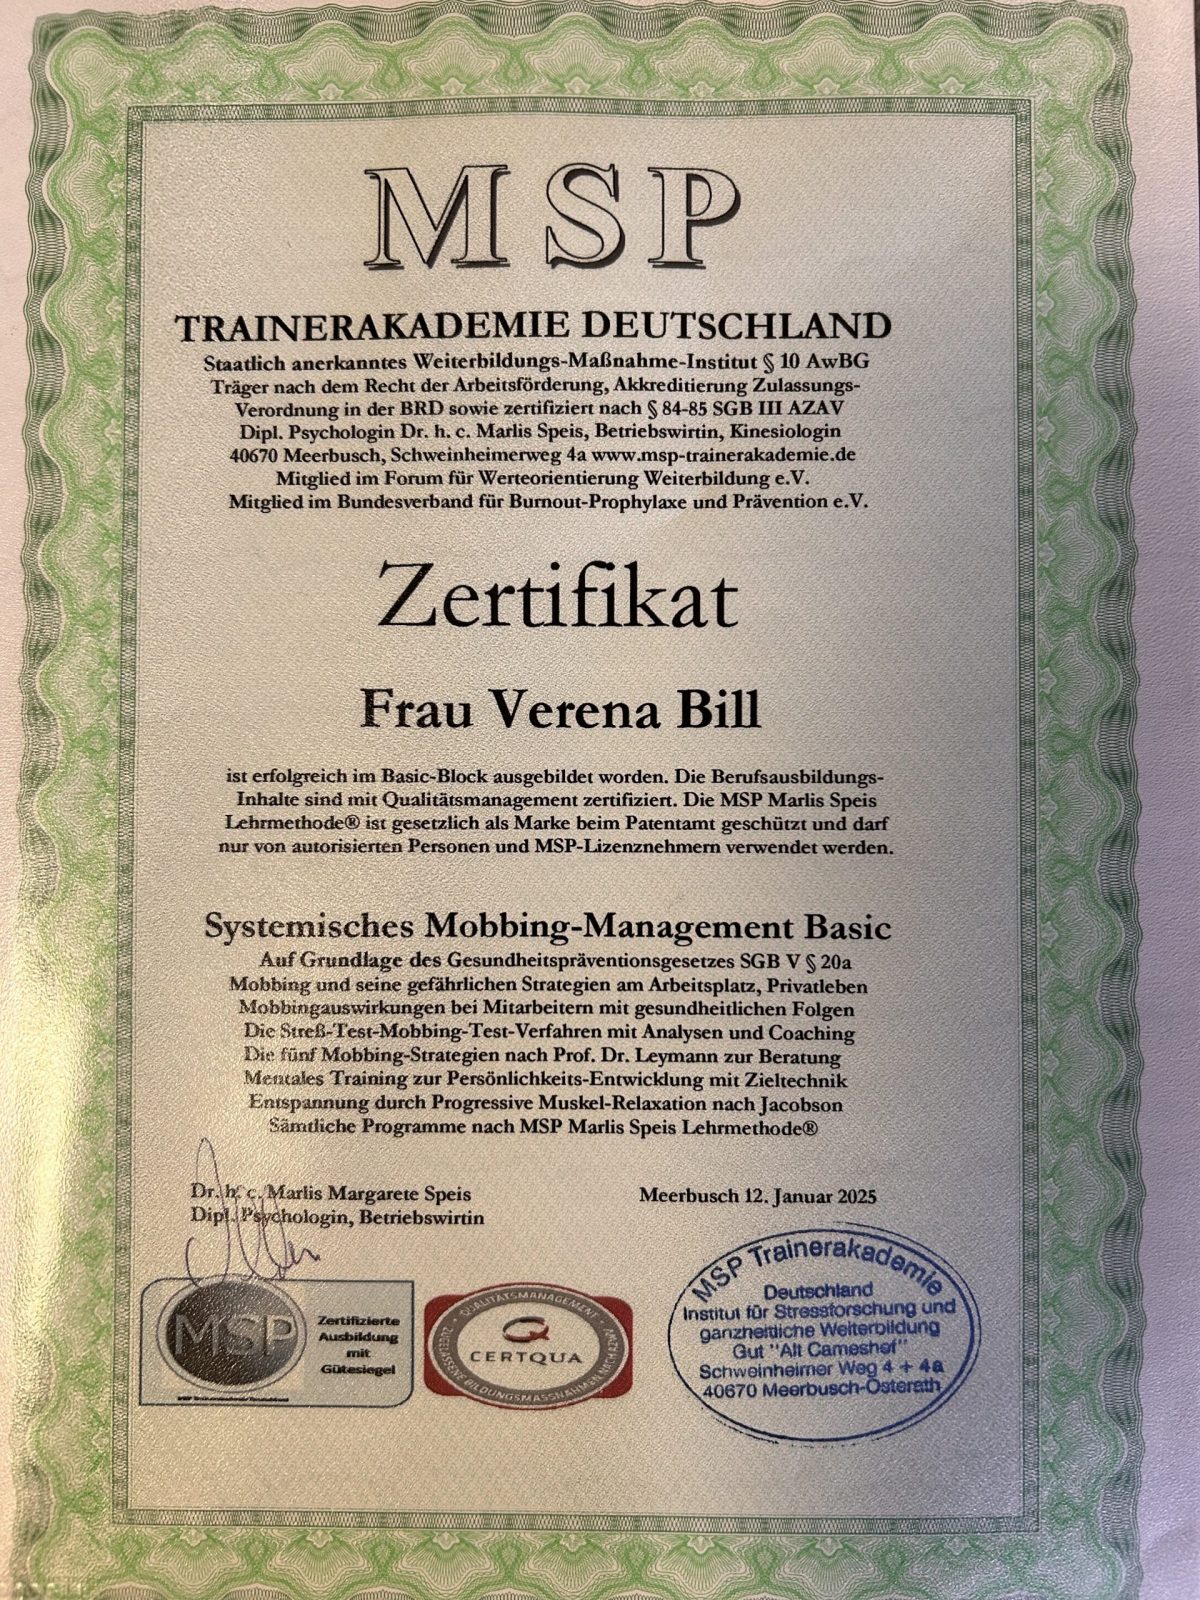 MSP
TRAINERAKADEMIE DEUTSCHLAND
Staatlich anerkanntes Weiterbildungs-Maßnahme-Institut § 10 AwBG
Träger nach dem Recht der Arbeitsförderung, Akkreditierung Zulassungs-
Verordnung in der BRD sowie zertifiziert nach § 84-85 SGB III AZAV
Dipl. Psychologin Dr. h. c. Marlis Speis, Betriebswirtin, Kinesiologin
40670 Meerbusch, Schweinheimerweg 4a www.msp-trainerakademie.de
Mitglied im Forum für Werteorientierung Weiterbildung e.V.
Mitglied im Bundesverband für Burnout-Prophylaxe und Prävention e.V.
Zertifikat
Frau Verena Bill
ist erfolgreich im Basic-Block ausgebildet worden. Die Berufsausbildungs-
Inhalte sind mit Qualitätsmanagement zertifiziert. Die MSP Marlis Speis
Lehrmethode® ist gesetzlich als Marke beim Patentamt geschützt und darf
nur von autorisierten Personen und MSP-Lizenznehmern verwendet werden.
Systemisches Mobbing-Management Basic
Auf Grundlage des Gesundheitspräventionsgesetzes SGB V § 20a
Mobbing und seine gefährlichen Strategien am Arbeitsplatz, Privatleben
Mobbingauswirkungen bei Mitarbeitern mit gesundheitlichen Folgen
Die Streß-Test-Mobbing-Test-Verfahren mit Analysen und Coaching
Die fünf Mobbing-Strategien nach Prof. Dr. Leymann zur Beratung
Mentales Training zur Persönlichkeits-Entwicklung mit Zieltechnik
Entspannung durch Progressive Muskel-Relaxation nach Jacobson
Sämtliche Programme nach MSP Marlis Speis Lehrmethode®
Dr. h. c. Marlis Margarete Speis
Dipl. Psychologin, Betriebswirtin
Meerbusch 12. Januar 2025
MSP
Zertifizierte
Ausbildung
mit
Gütesiegel
MSP Trainerakademie Deutschland
QUALITÄTSMANAGEMENT
CERTQUA
ZUGELASSENE BILDUNGSMASSNAHMEN NACH AZAV
MSP Trainerakademie
Deutschland
Institut für Stressforschung und
ganzheitliche Weiterbildung
Gut "Alt Cameshof"
Schweinheimer Weg 4 + 4a
40670 Meerbusch-Osterath